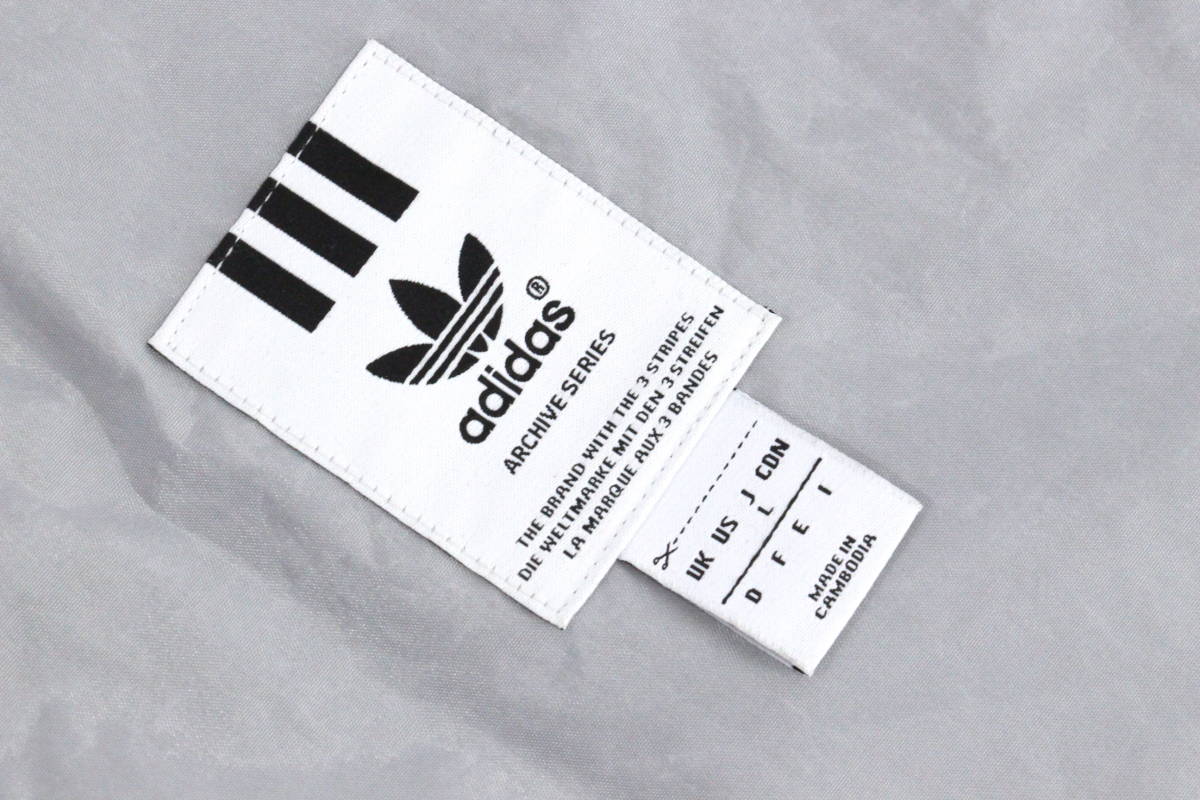 adidas®
ARCHIVE SERIES
THE BRAND WITH THE 3 STRIPES
DIE WELTMARKE MIT DEN 3 STREIFEN
LA MARQUE AUX 3 BANDES
UK US J CDN
L
D F E I
MADE IN
CAMBODIA